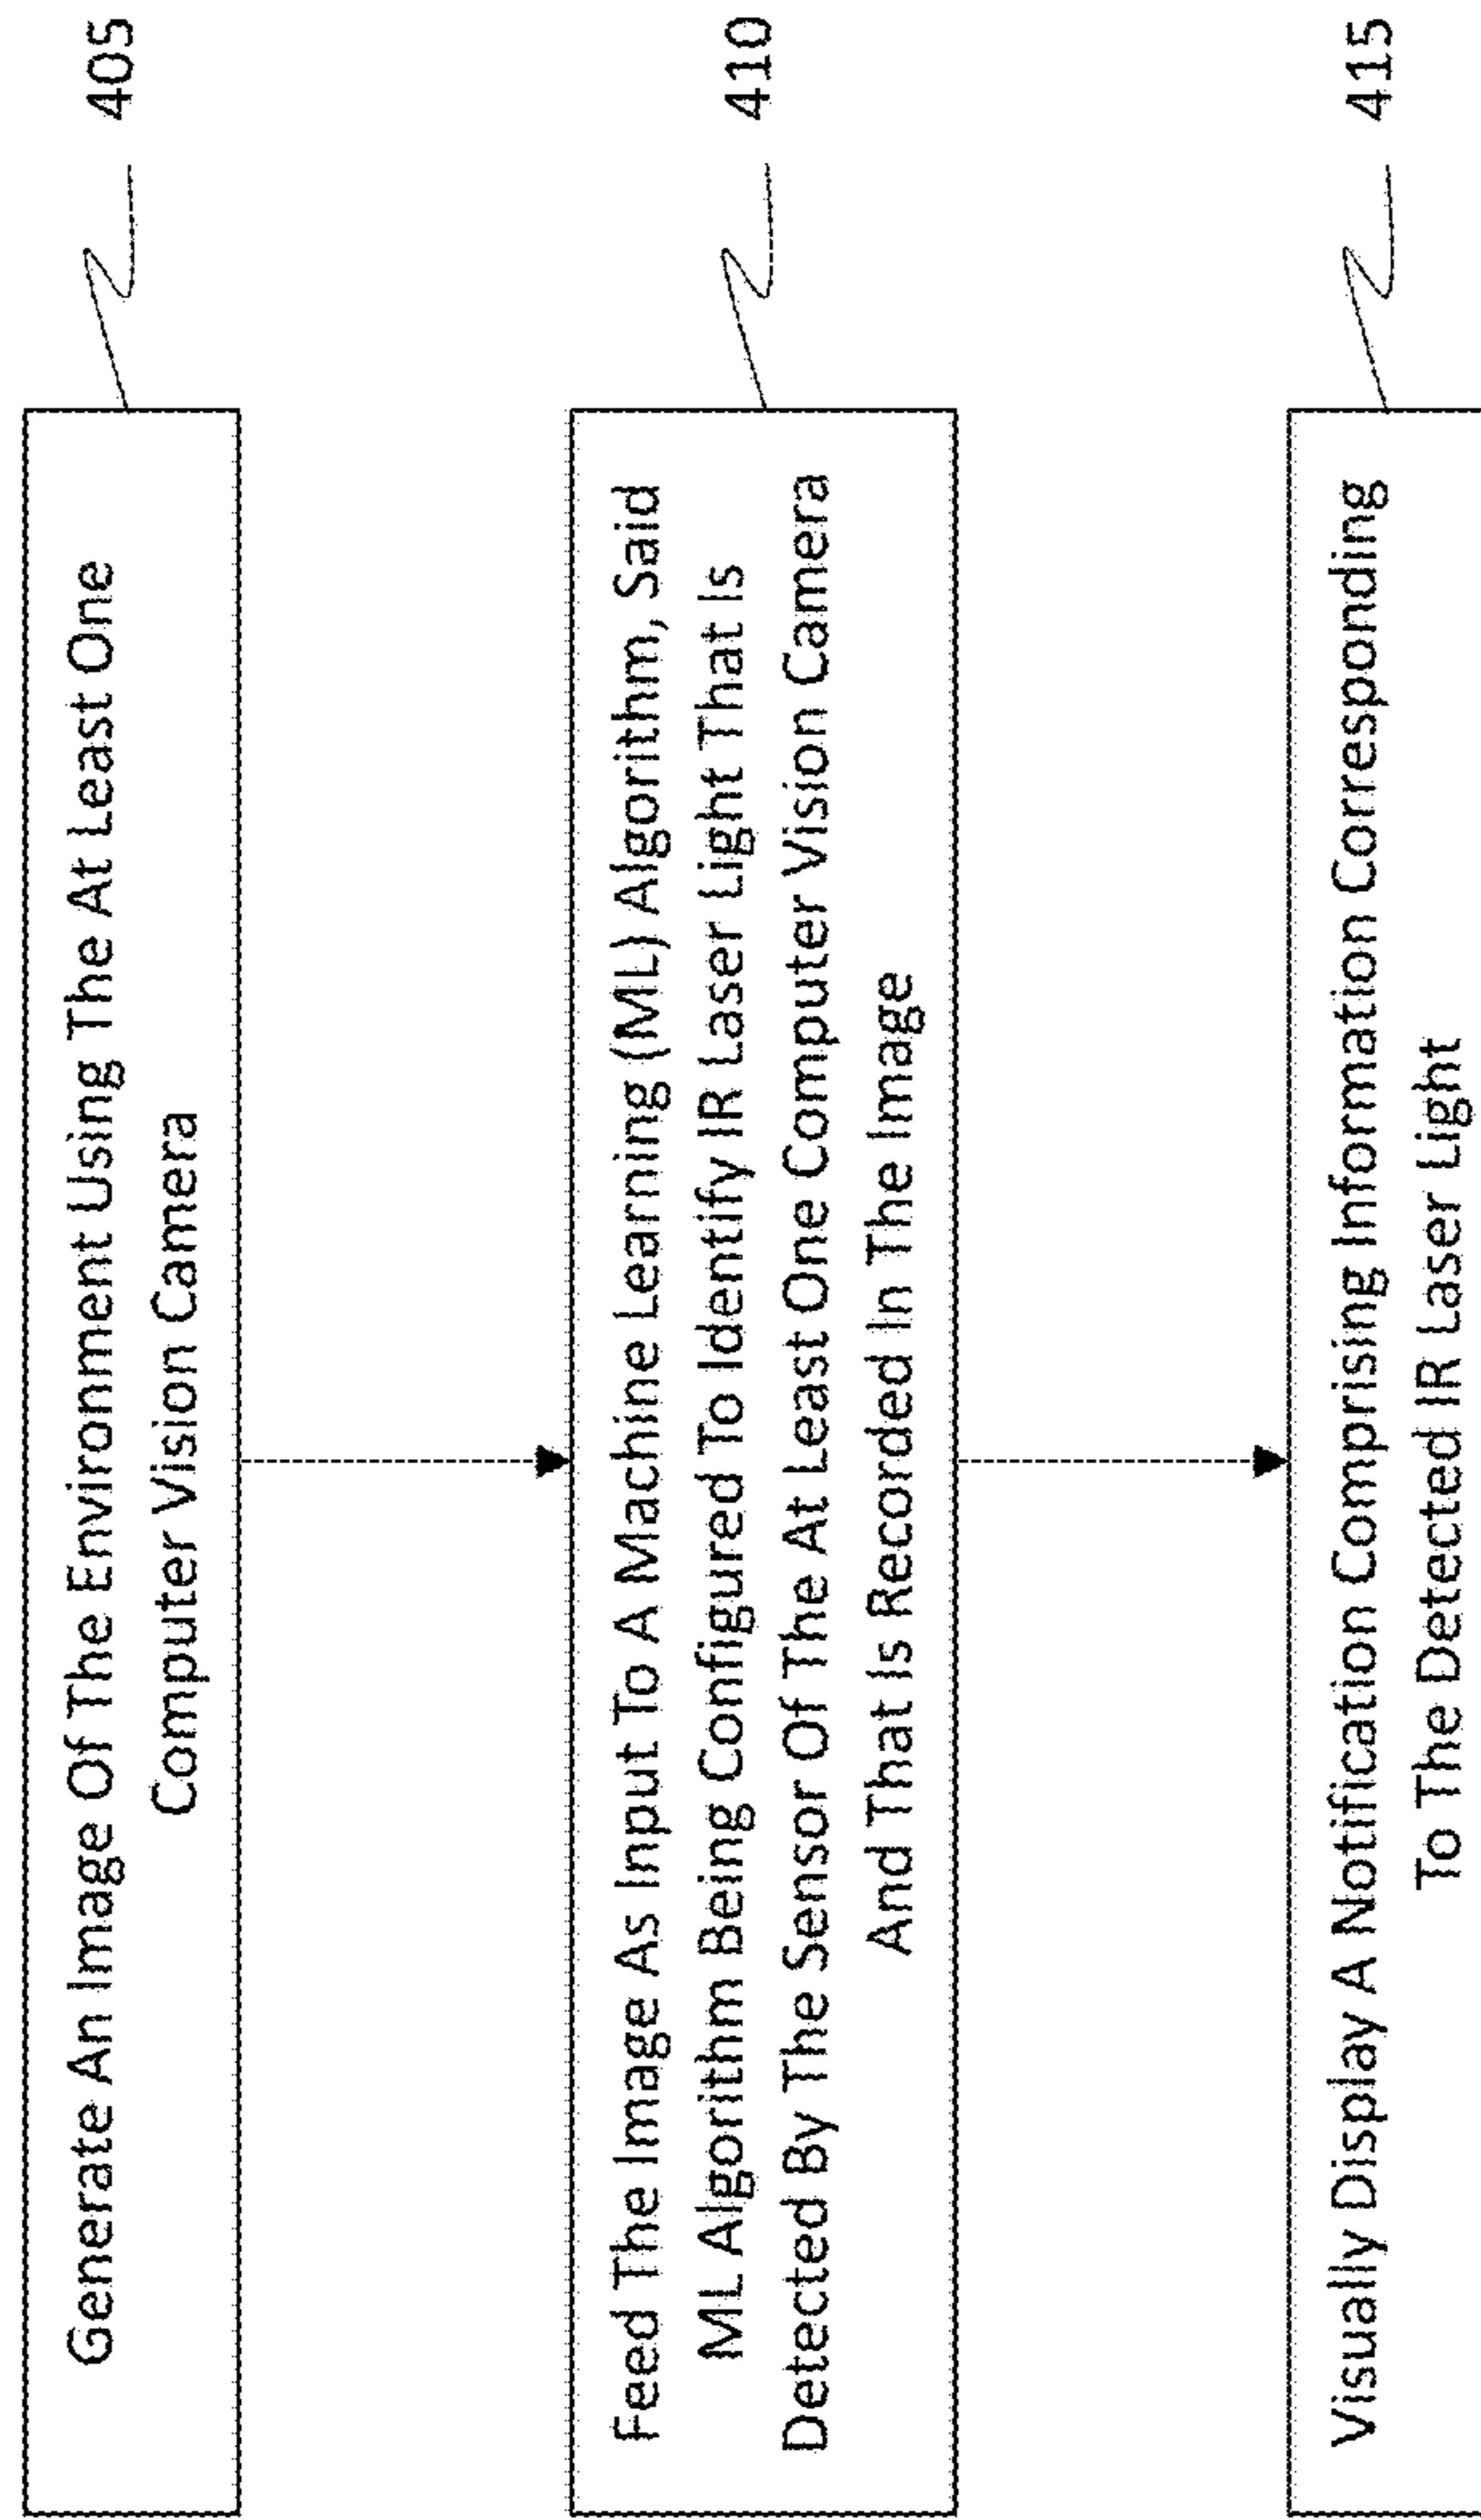 Generate An Image Of The Environment Using The At Least One
Computer Vision Camera
405
Feed The Image As Input To A Machine Learning (ML) Algorithm, Said
ML Algorithm Being Configured To Identify IR Laser Light That Is
Detected By The Sensor Of The At Least One Computer Vision Camera
And That Is Recorded In The Image
410
Visually Display A Notification Comprising Information Corresponding
To The Detected IR Laser Light
415